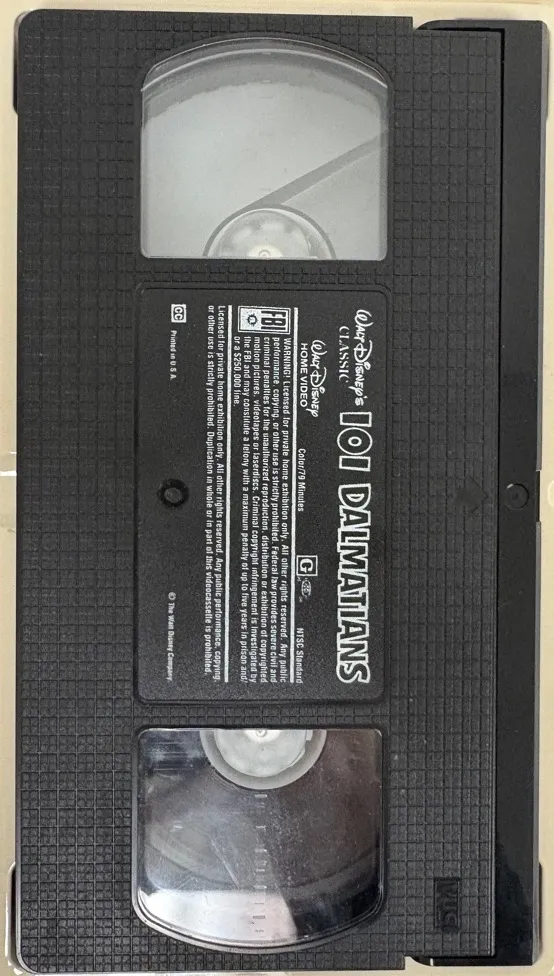 WALT DISNEY'S
CLASSIC
101 DALMATIANS
WALT DISNEY
HOME VIDEO
Color/79 Minutes
G
NTSC Standard
FBI
WARNING! Licensed for private home exhibition only. All other rights reserved. Any public
performance, copying, or other use is strictly prohibited. Federal law provides severe civil and
criminal penalties for the unauthorized reproduction, distribution or exhibition of copyrighted
motion pictures, videotapes or laserdiscs. Criminal copyright infringement is investigated by
the FBI and may constitute a felony with a maximum penalty of up to five years in prison and/
or a $250,000 fine.
Licensed for private home exhibition only. All other rights reserved. Any public performance, copying,
or other use is strictly prohibited. Duplication in whole or in part of this videocassette is prohibited.
CC
Printed in U.S.A.
© The Walt Disney Company.
VHS